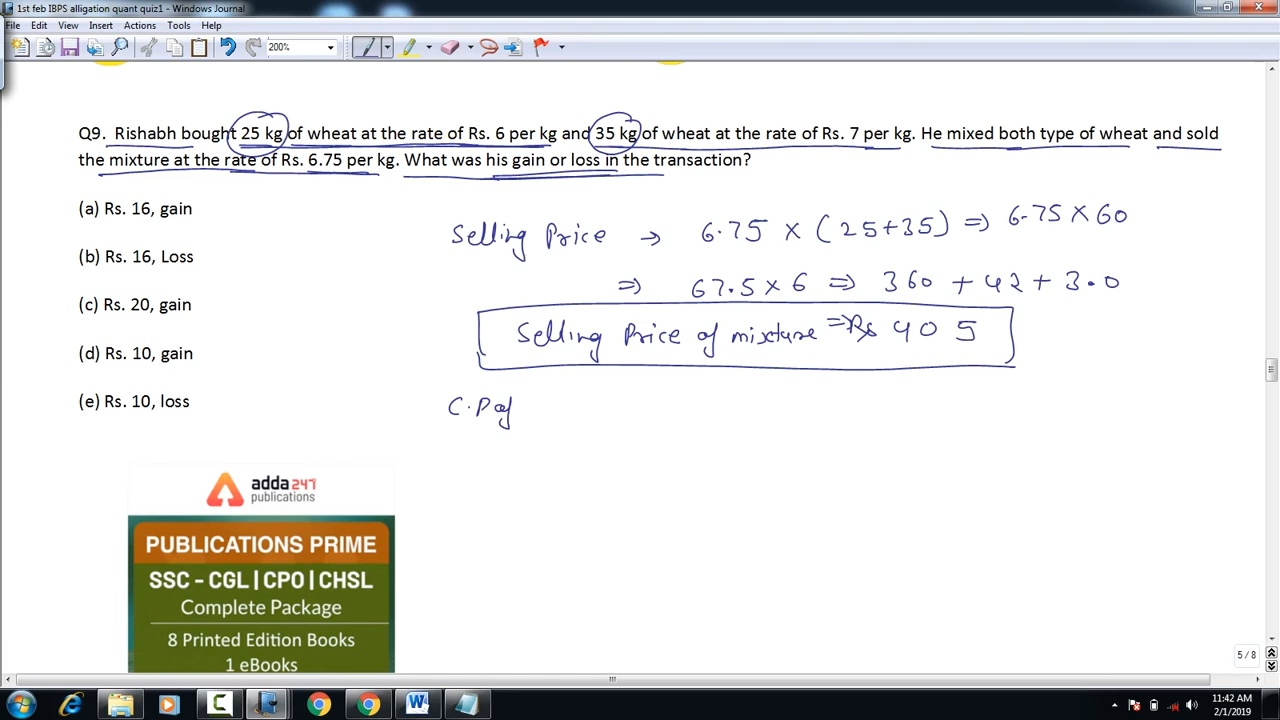 1st feb IBPS alligation quant quiz1 - Windows Journal
File Edit View Insert Actions Tools Help
200%
Q9. Rishabh bought 25 kg of wheat at the rate of Rs. 6 per kg and 35 kg of wheat at the rate of Rs. 7 per kg. He mixed both type of wheat and sold
the mixture at the rate of Rs. 6.75 per kg. What was his gain or loss in the transaction?
(a) Rs. 16, gain
(b) Rs. 16, Loss
(c) Rs. 20, gain
(d) Rs. 10, gain
(e) Rs. 10, loss
Selling Price → 6.75 × (25+35) ⇒ 6.75 × 60
⇒ 67.5 × 6 ⇒ 360 + 42 + 3.0
Selling Price of mixture ⇒ Rs 405
C.P of
adda247
publications
PUBLICATIONS PRIME
SSC - CGL | CPO | CHSL
Complete Package
8 Printed Edition Books
1 eBooks
5 / 8
11:42 AM
2/1/2019